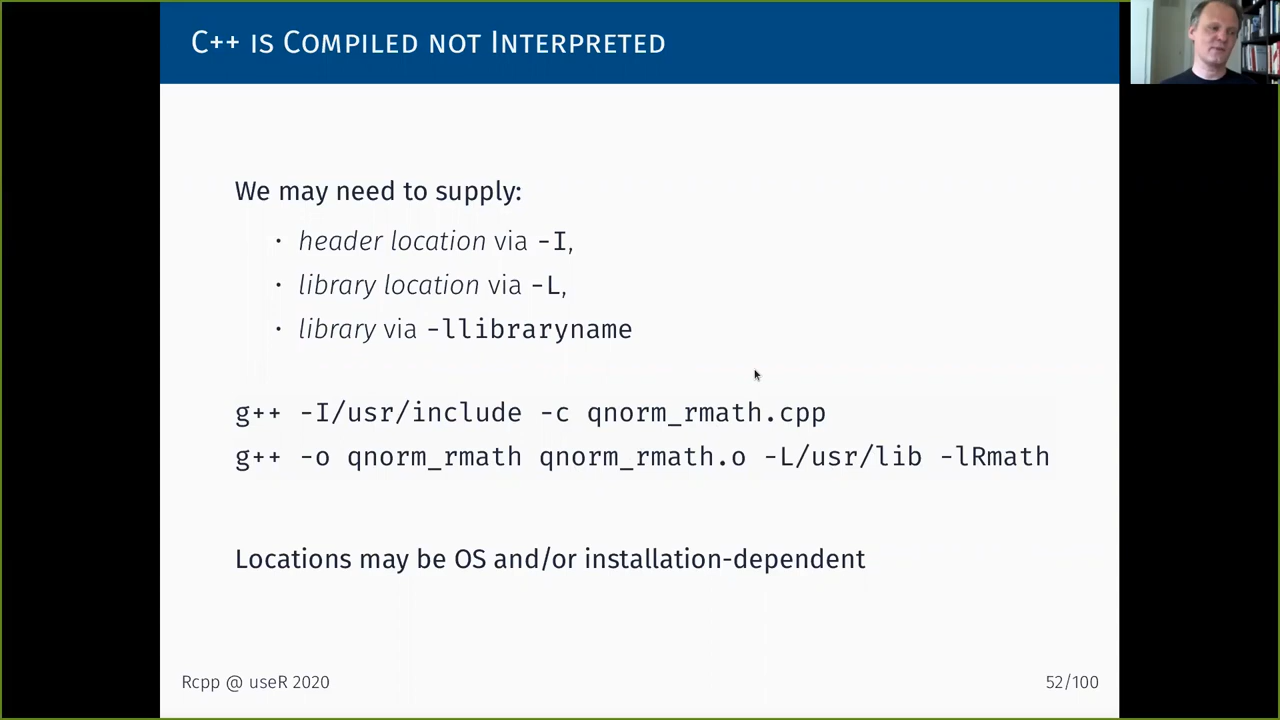 C++ is Compiled not Interpreted
We may need to supply:
• header location via -I,
• library location via -L,
• library via -llibraryname
g++ -I/usr/include -c qnorm_rmath.cpp
g++ -o qnorm_rmath qnorm_rmath.o -L/usr/lib -lRmath
Locations may be OS and/or installation-dependent
Rcpp @ useR 2020
52/100